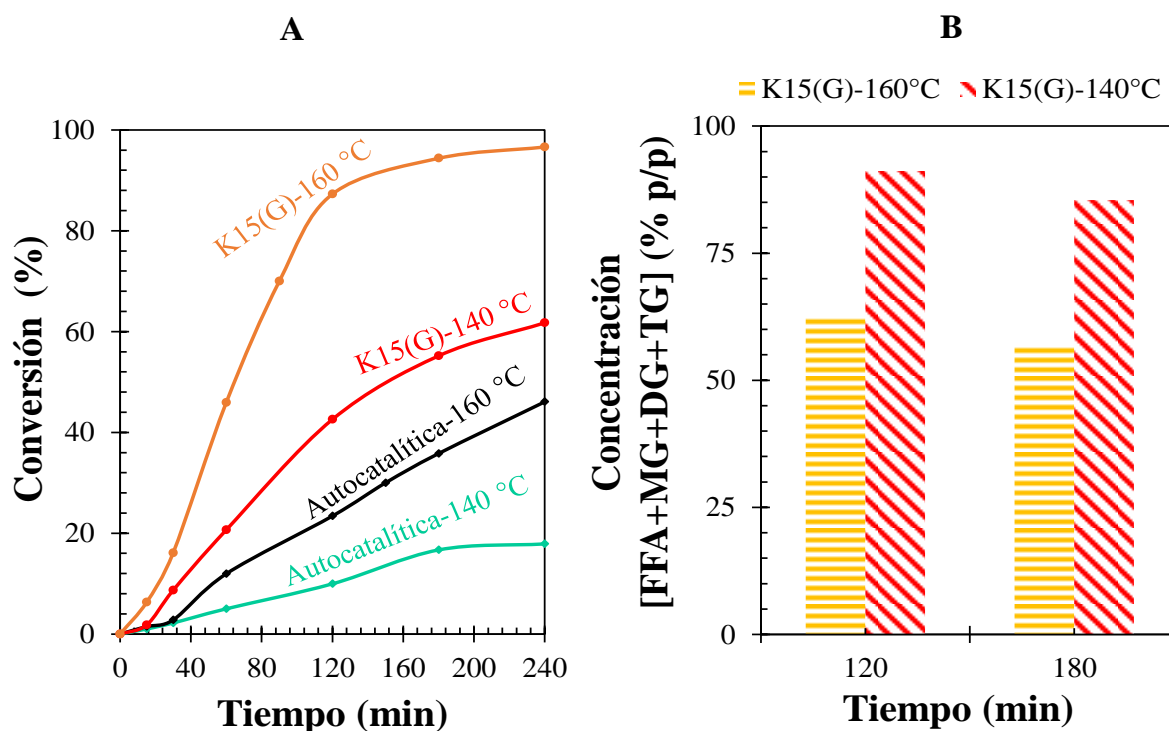 A
Conversión (%)
100
80
60
40
20
0
K15(G)-160 °C
K15(G)-140 °C
Autocatalítica-160 °C
Autocatalítica-140 °C
0 40 80 120 160 200 240
Tiempo (min)
B
K15(G)-160°C K15(G)-140°C
Concentración
[FFA+MG+DG+TG] (% p/p)
100
75
50
25
0
120 180
Tiempo (min)